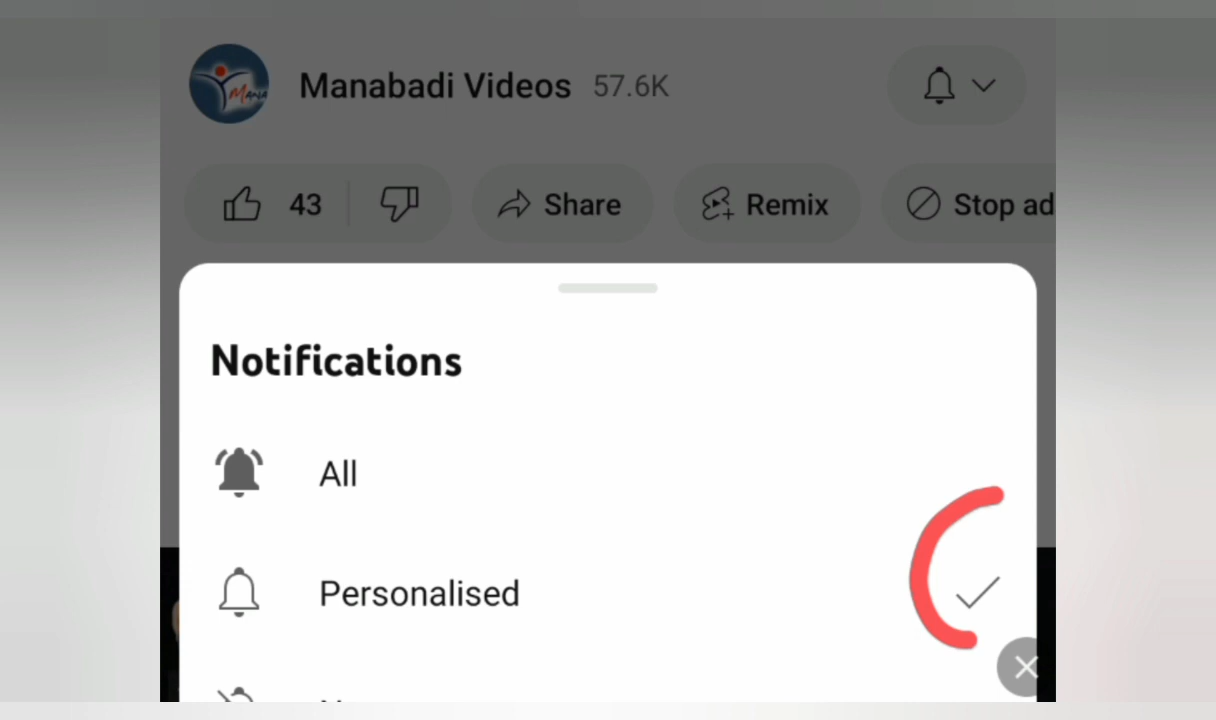 Manabadi Videos 57.6K
43 Share Remix Stop ad
Notifications
All
Personalised